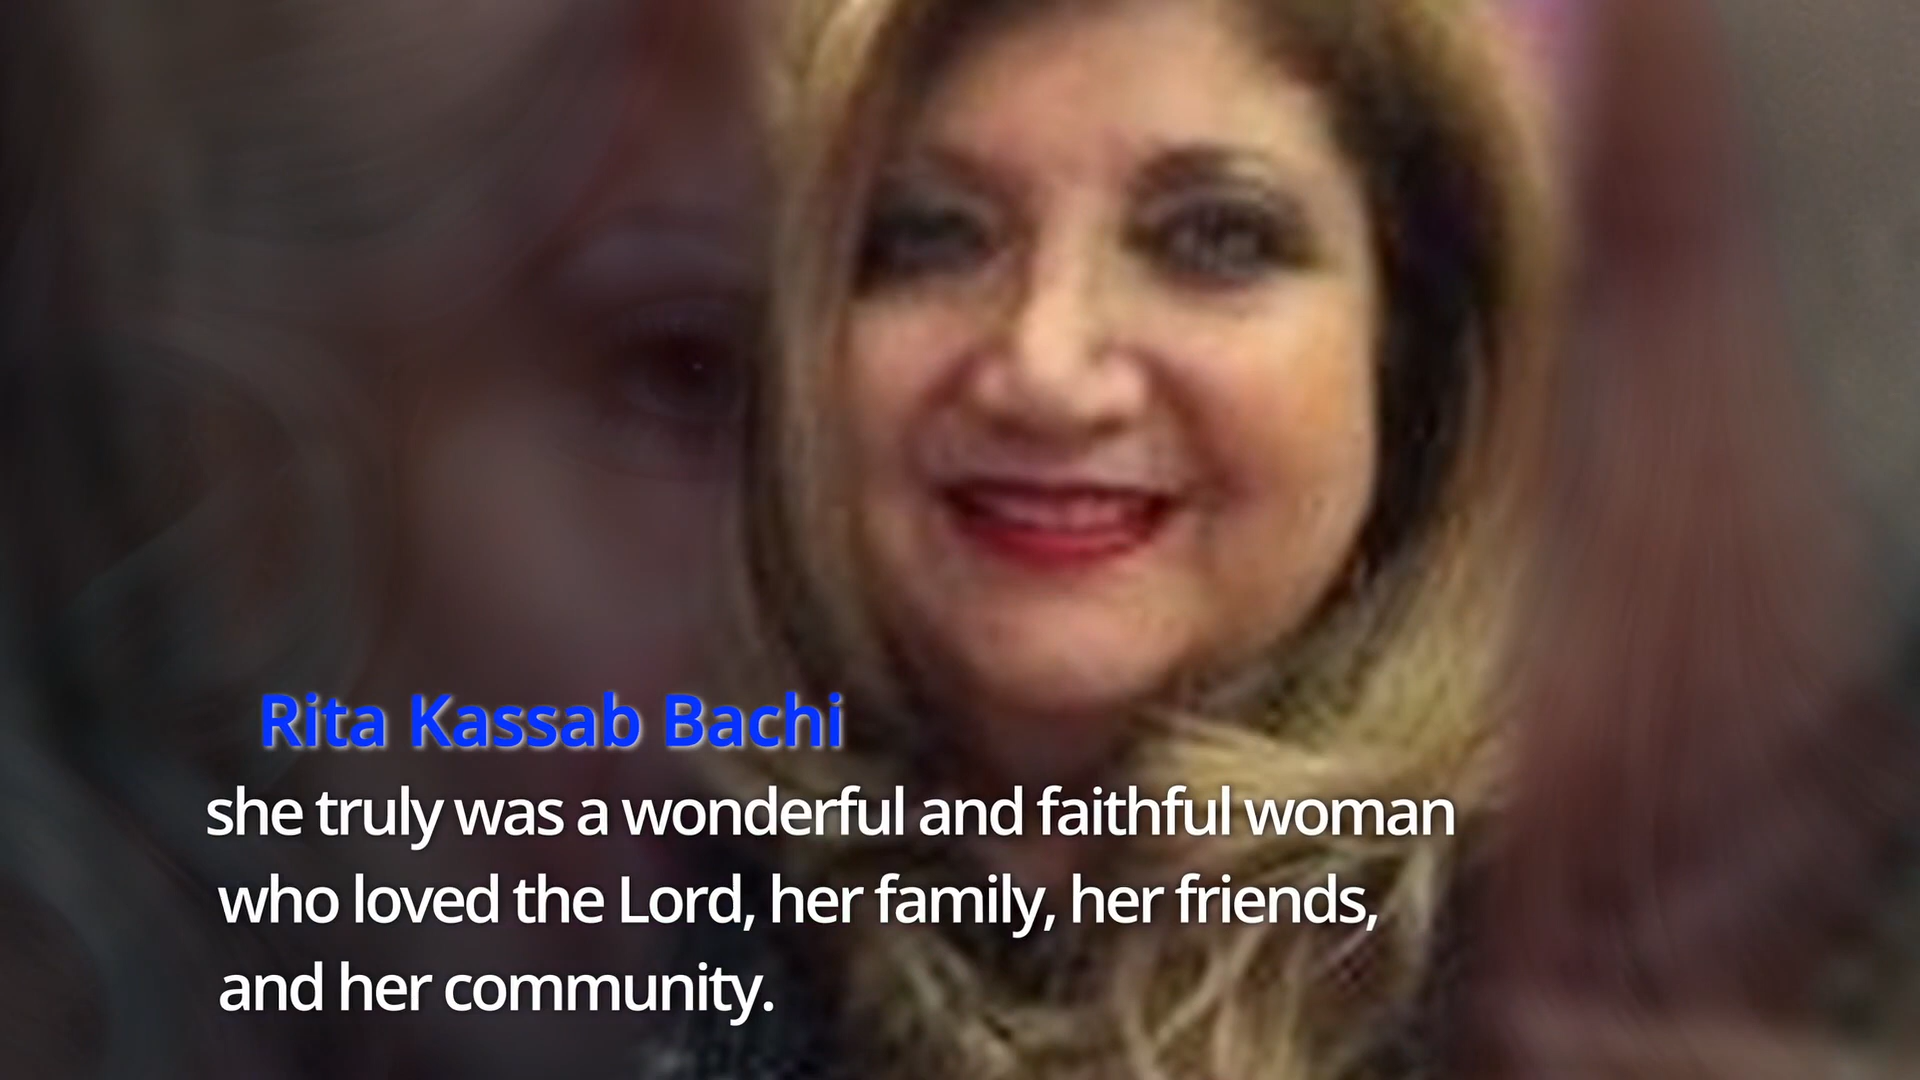 Rita Kassab Bachi
she truly was a wonderful and faithful woman
who loved the Lord, her family, her friends,
and her community.